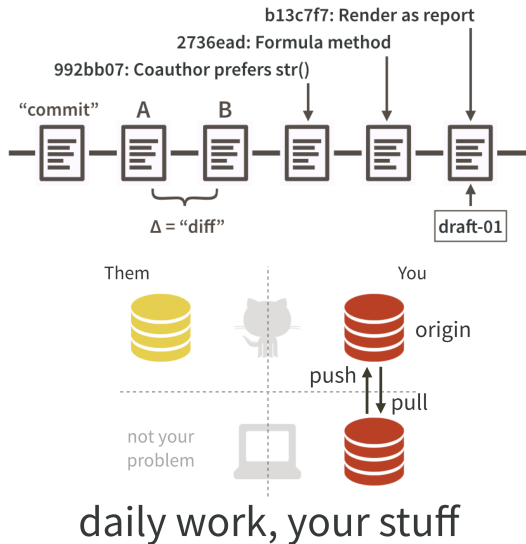 b13c7f7: Render as report
2736ead: Formula method
992bb07: Coauthor prefers str()
“commit” A B
Δ = “diff”
draft-01
Them You
origin
push
pull
not your
problem
daily work, your stuff